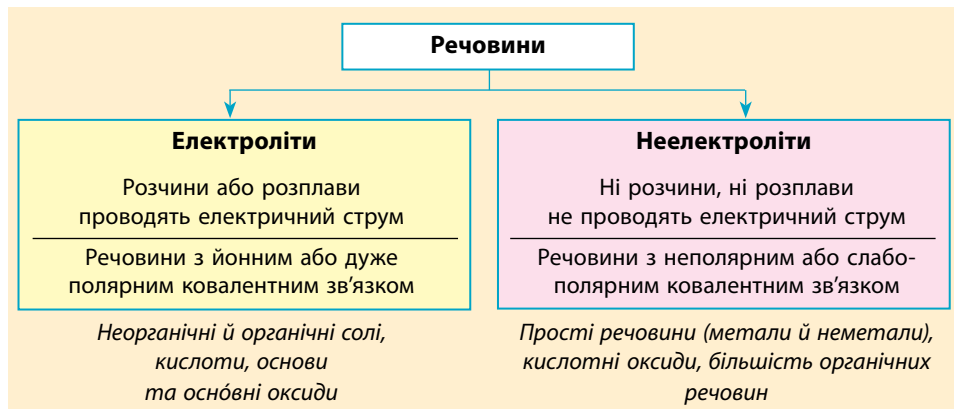 Речовини
Електроліти
Розчини або розплави
проводять електричний струм
Речовини з йонним або дуже
полярним ковалентним зв'язком
Неорганічні й органічні солі,
кислоти, основи
та осно́вні оксиди
Неелектроліти
Ні розчини, ні розплави
не проводять електричний струм
Речовини з неполярним або слабо-
полярним ковалентним зв'язком
Прості речовини (метали й неметали),
кислотні оксиди, більшість органічних
речовин